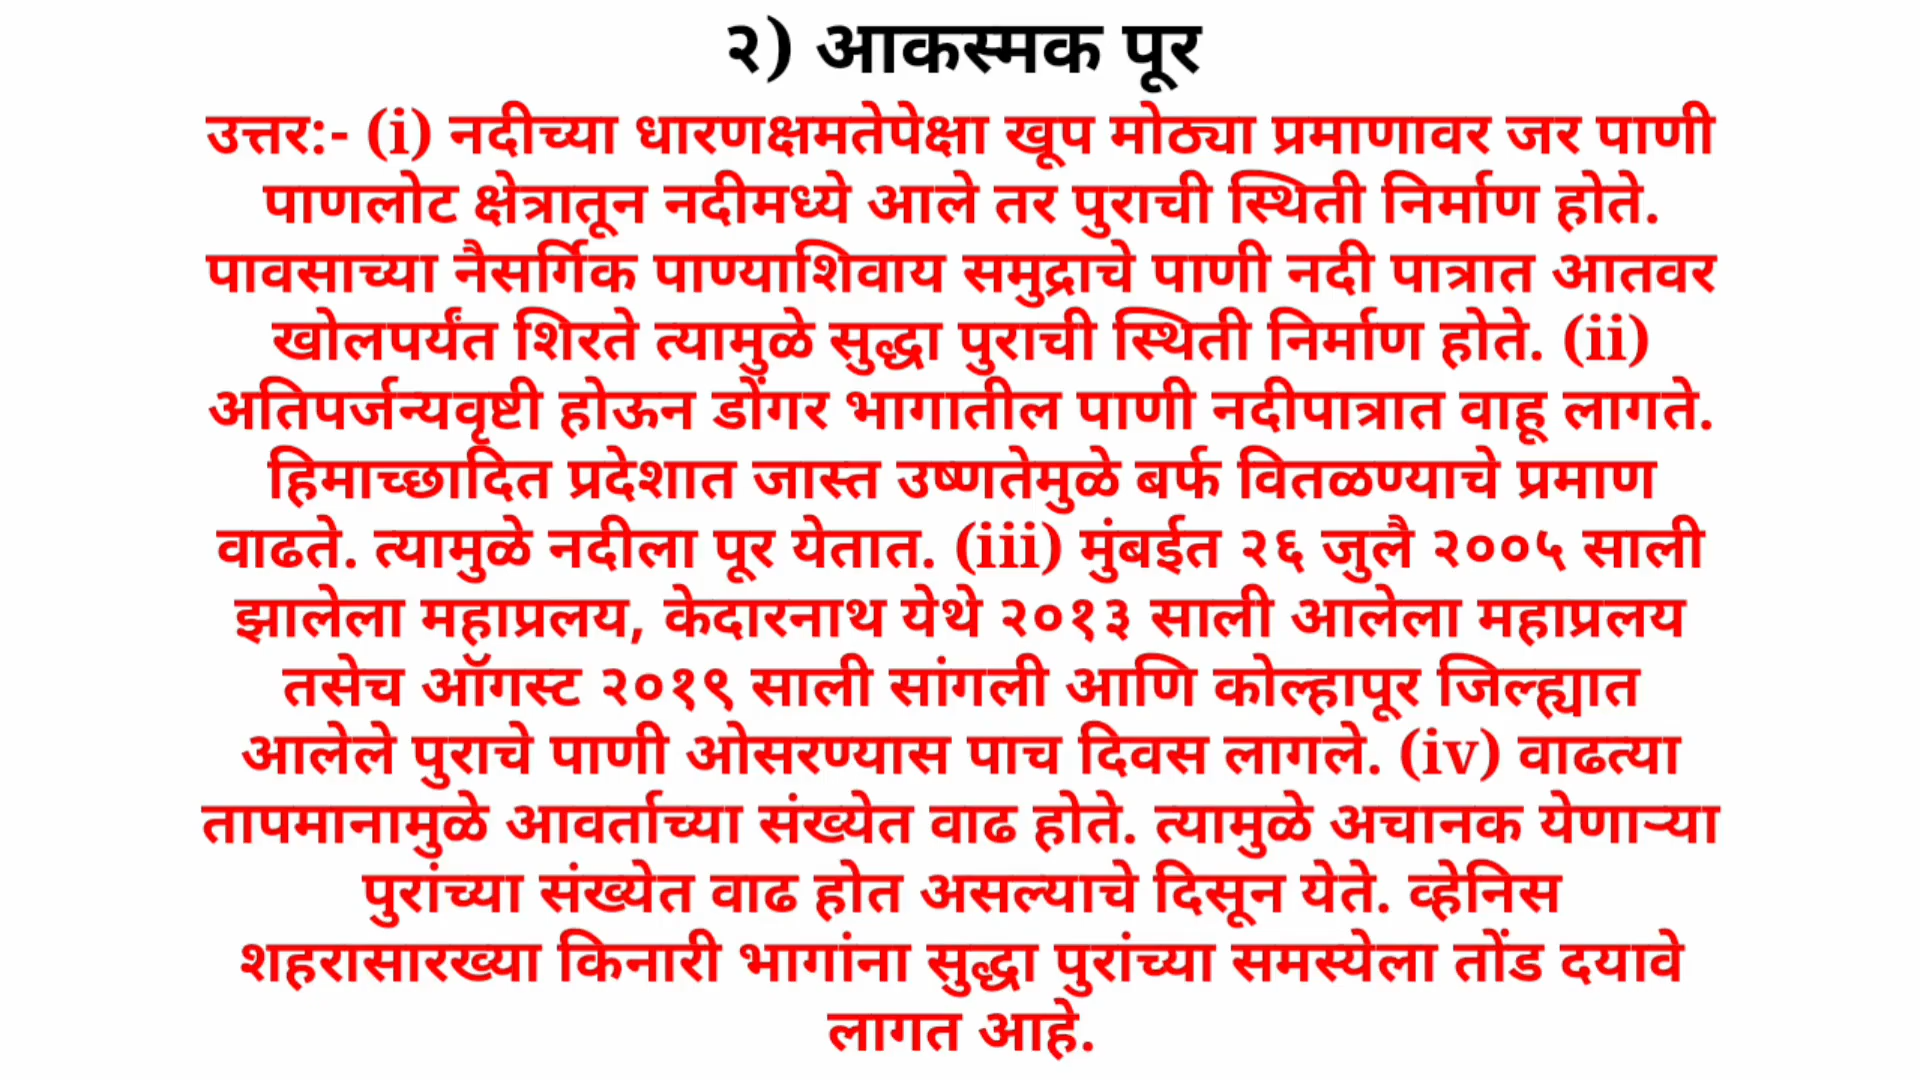 २) आकस्मक पूर
उत्तर:- (i) नदीच्या धारणक्षमतेपेक्षा खूप मोठ्या प्रमाणावर जर पाणी
पाणलोट क्षेत्रातून नदीमध्ये आले तर पुराची स्थिती निर्माण होते.
पावसाच्या नैसर्गिक पाण्याशिवाय समुद्राचे पाणी नदी पात्रात आतवर
खोलपर्यंत शिरते त्यामुळे सुद्धा पुराची स्थिती निर्माण होते. (ii)
अतिपर्जन्यवृष्टी होऊन डोंगर भागातील पाणी नदीपात्रात वाहू लागते.
हिमाच्छादित प्रदेशात जास्त उष्णतेमुळे बर्फ वितळण्याचे प्रमाण
वाढते. त्यामुळे नदीला पूर येतात. (iii) मुंबईत २६ जुलै २००५ साली
झालेला महाप्रलय, केदारनाथ येथे २०१३ साली आलेला महाप्रलय
तसेच ऑगस्ट २०१९ साली सांगली आणि कोल्हापूर जिल्ह्यात
आलेले पुराचे पाणी ओसरण्यास पाच दिवस लागले. (iv) वाढत्या
तापमानामुळे आवर्ताच्या संख्येत वाढ होते. त्यामुळे अचानक येणाऱ्या
पुरांच्या संख्येत वाढ होत असल्याचे दिसून येते. व्हेनिस
शहरासारख्या किनारी भागांना सुद्धा पुरांच्या समस्येला तोंड दयावे
लागत आहे.